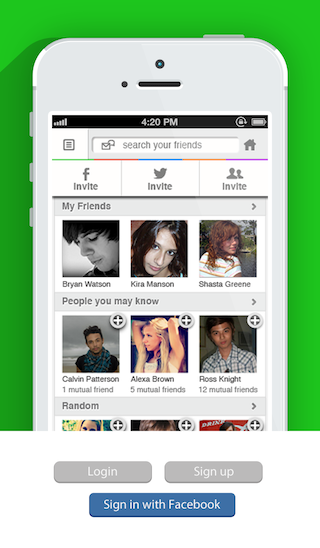 4:20 PM
search your friends
Invite
Invite
Invite
My Friends
Bryan Watson
Kira Manson
Shasta Greene
People you may know
Calvin Patterson
1 mutual friend
Alexa Brown
5 mutual friends
Ross Knight
12 mutual friends
Random
DRINK
Login
Sign up
Sign in with Facebook